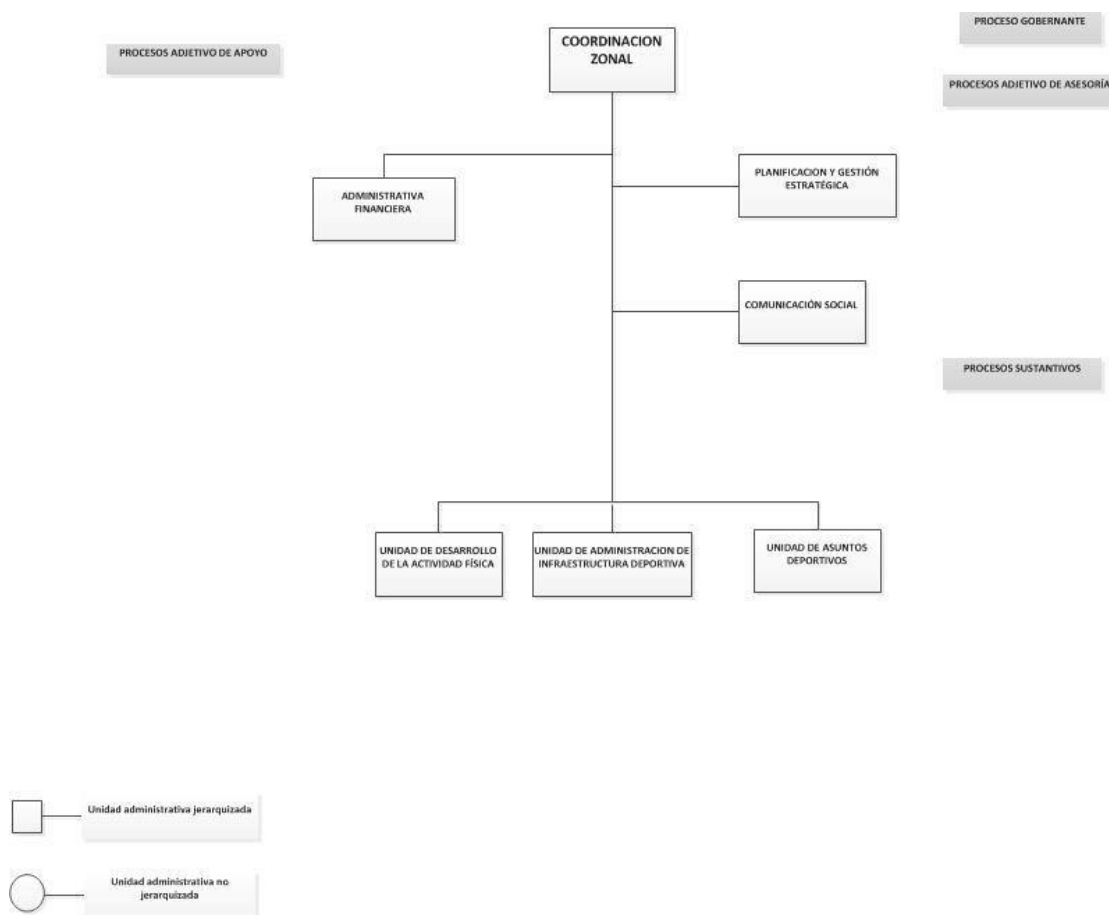 PROCESO GOBERNANTE
COORDINACION
ZONAL
PROCESOS ADJETIVO DE APOYO
PROCESOS ADJETIVO DE ASESORÍA
PLANIFICACION Y GESTIÓN
ESTRATÉGICA
ADMINISTRATIVA
FINANCIERA
COMUNICACIÓN SOCIAL
PROCESOS SUSTANTIVOS
UNIDAD DE DESARROLLO
DE LA ACTIVIDAD FÍSICA
UNIDAD DE ADMINISTRACION DE
INFRAESTRUCTURA DEPORTIVA
UNIDAD DE ASUNTOS
DEPORTIVOS
Unidad administrativa jerarquizada
Unidad administrativa no
jerarquizada